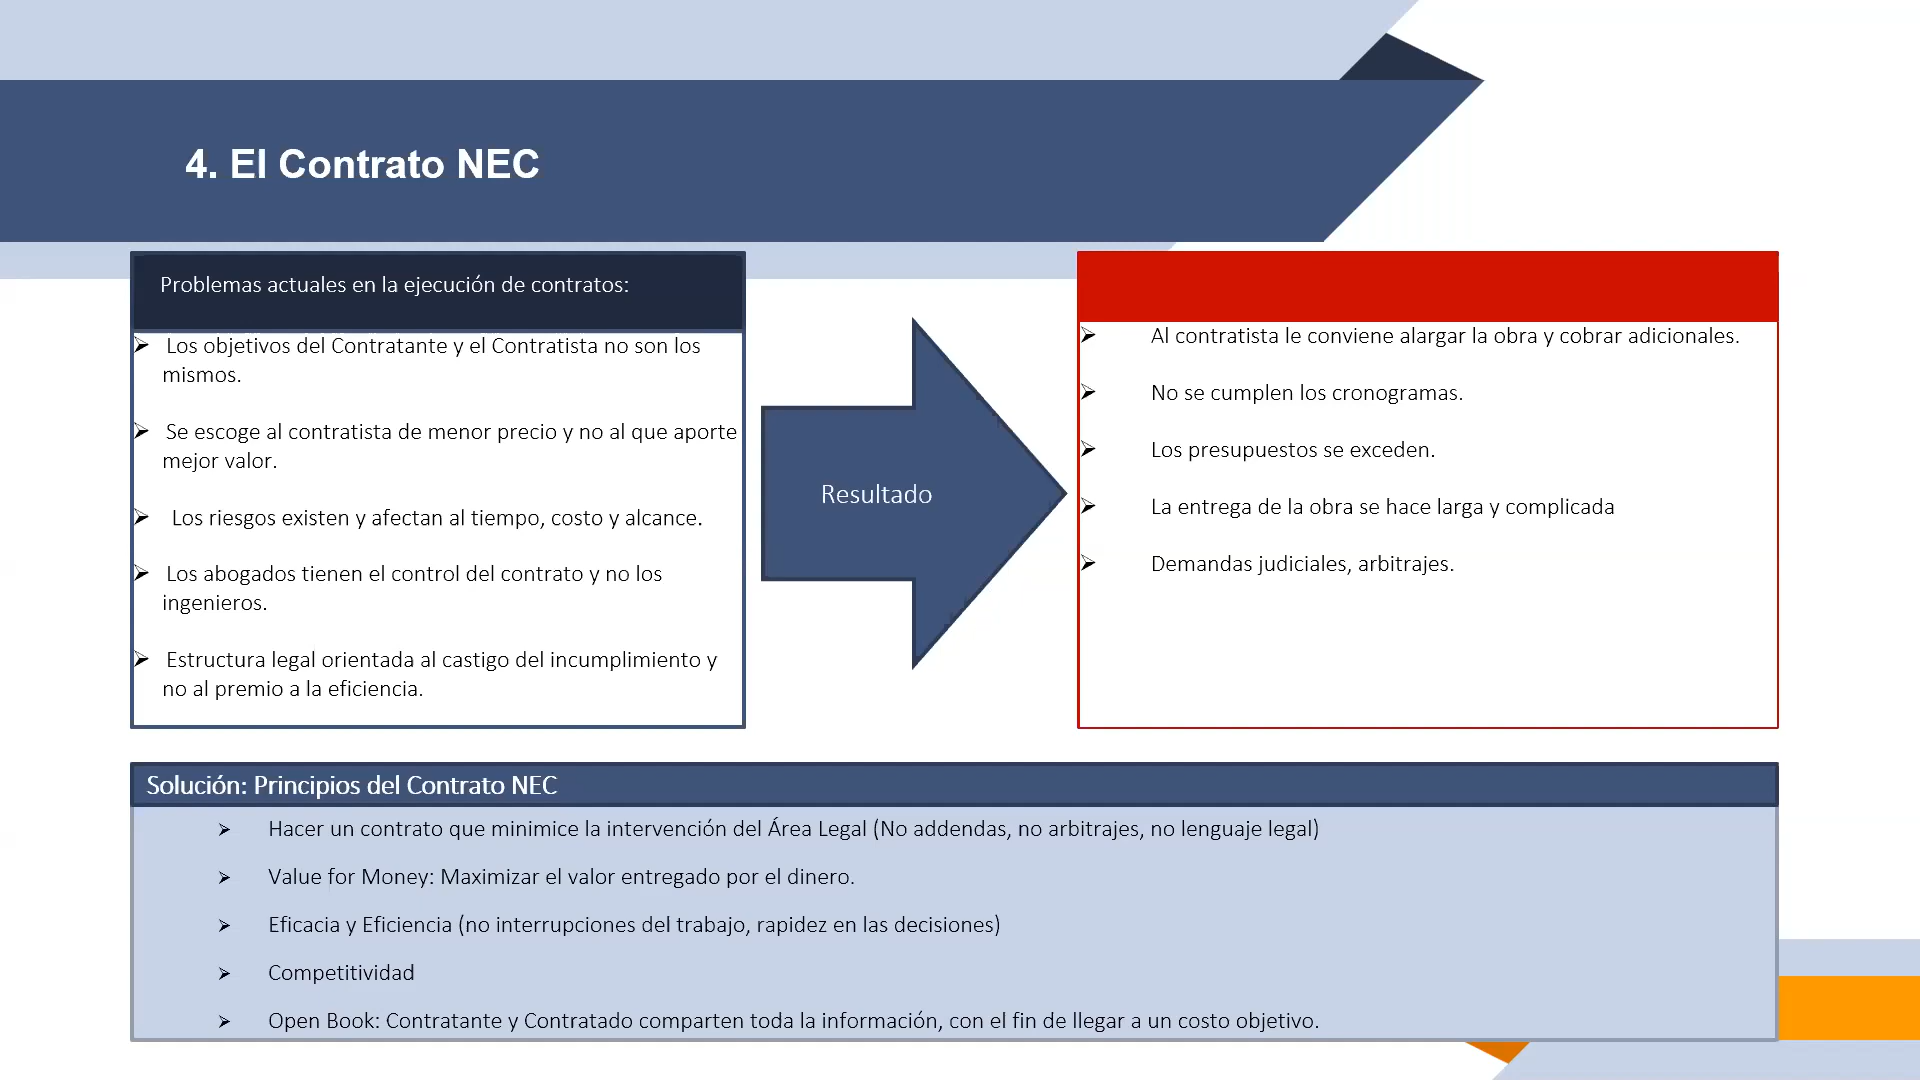 4. El Contrato NEC
Problemas actuales en la ejecución de contratos:
➢ Los objetivos del Contratante y el Contratista no son los
mismos.
➢ Se escoge al contratista de menor precio y no al que aporte
mejor valor.
➢ Los riesgos existen y afectan al tiempo, costo y alcance.
➢ Los abogados tienen el control del contrato y no los
ingenieros.
➢ Estructura legal orientada al castigo del incumplimiento y
no al premio a la eficiencia.
Resultado
➢ Al contratista le conviene alargar la obra y cobrar adicionales.
➢ No se cumplen los cronogramas.
➢ Los presupuestos se exceden.
➢ La entrega de la obra se hace larga y complicada
➢ Demandas judiciales, arbitrajes.
Solución: Principios del Contrato NEC
➢ Hacer un contrato que minimice la intervención del Área Legal (No addendas, no arbitrajes, no lenguaje legal)
➢ Value for Money: Maximizar el valor entregado por el dinero.
➢ Eficacia y Eficiencia (no interrupciones del trabajo, rapidez en las decisiones)
➢ Competitividad
➢ Open Book: Contratante y Contratado comparten toda la información, con el fin de llegar a un costo objetivo.